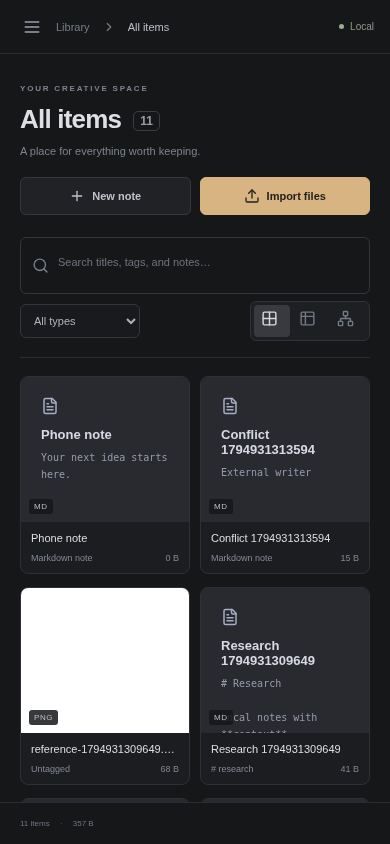 Library > All items
Local
YOUR CREATIVE SPACE
All items 11
A place for everything worth keeping.
New note
Import files
Search titles, tags, and notes…
All types
Phone note
Your next idea starts
here.
MD
Phone note
Markdown note 0 B
Conflict
1794931313594
External writer
MD
Conflict 1794931313594
Markdown note 15 B
PNG
reference-1794931309649....
Untagged 68 B
Research
1794931309649
# Research
cal notes with
MD
Research 1794931309649
# research 41 B
11 items · 357 B